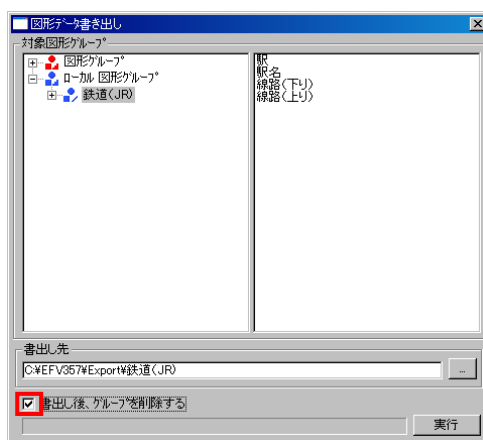 図形ﾃﾞｰﾀ書き出し
対象図形ｸﾞﾙｰﾌﾟ
図形ｸﾞﾙｰﾌﾟ
ﾛｰｶﾙ 図形ｸﾞﾙｰﾌﾟ
鉄道(JR)
駅
駅名
線路(下り)
線路(上り)
書出し先
C:¥EFV357¥Export¥鉄道(JR)
...
書出し後、ｸﾞﾙｰﾌﾟを削除する
実行